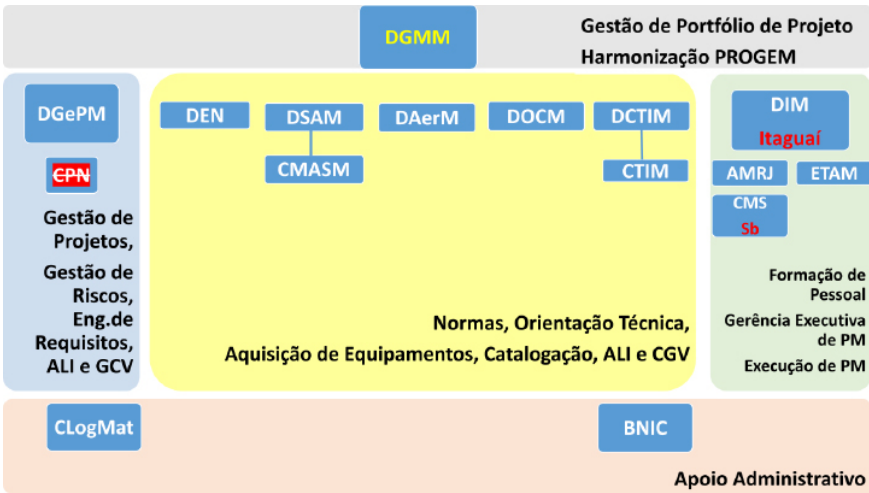 DGMM
Gestão de Portfólio de Projeto
Harmonização PROGEM
DGePM
CPN
Gestão de
Projetos,
Gestão de
Riscos,
Eng.de
Requisitos,
ALI e GCV
DEN
DSAM
DAerM
DOCM
DCTIM
CMASM
CTIM
Normas, Orientação Técnica,
Aquisição de Equipamentos, Catalogação, ALI e CGV
DIM
Itaguaí
AMRJ
ETAM
CMS
Sb
Formação de
Pessoal
Gerência Executiva
de PM
Execução de PM
CLogMat
BNIC
Apoio Administrativo